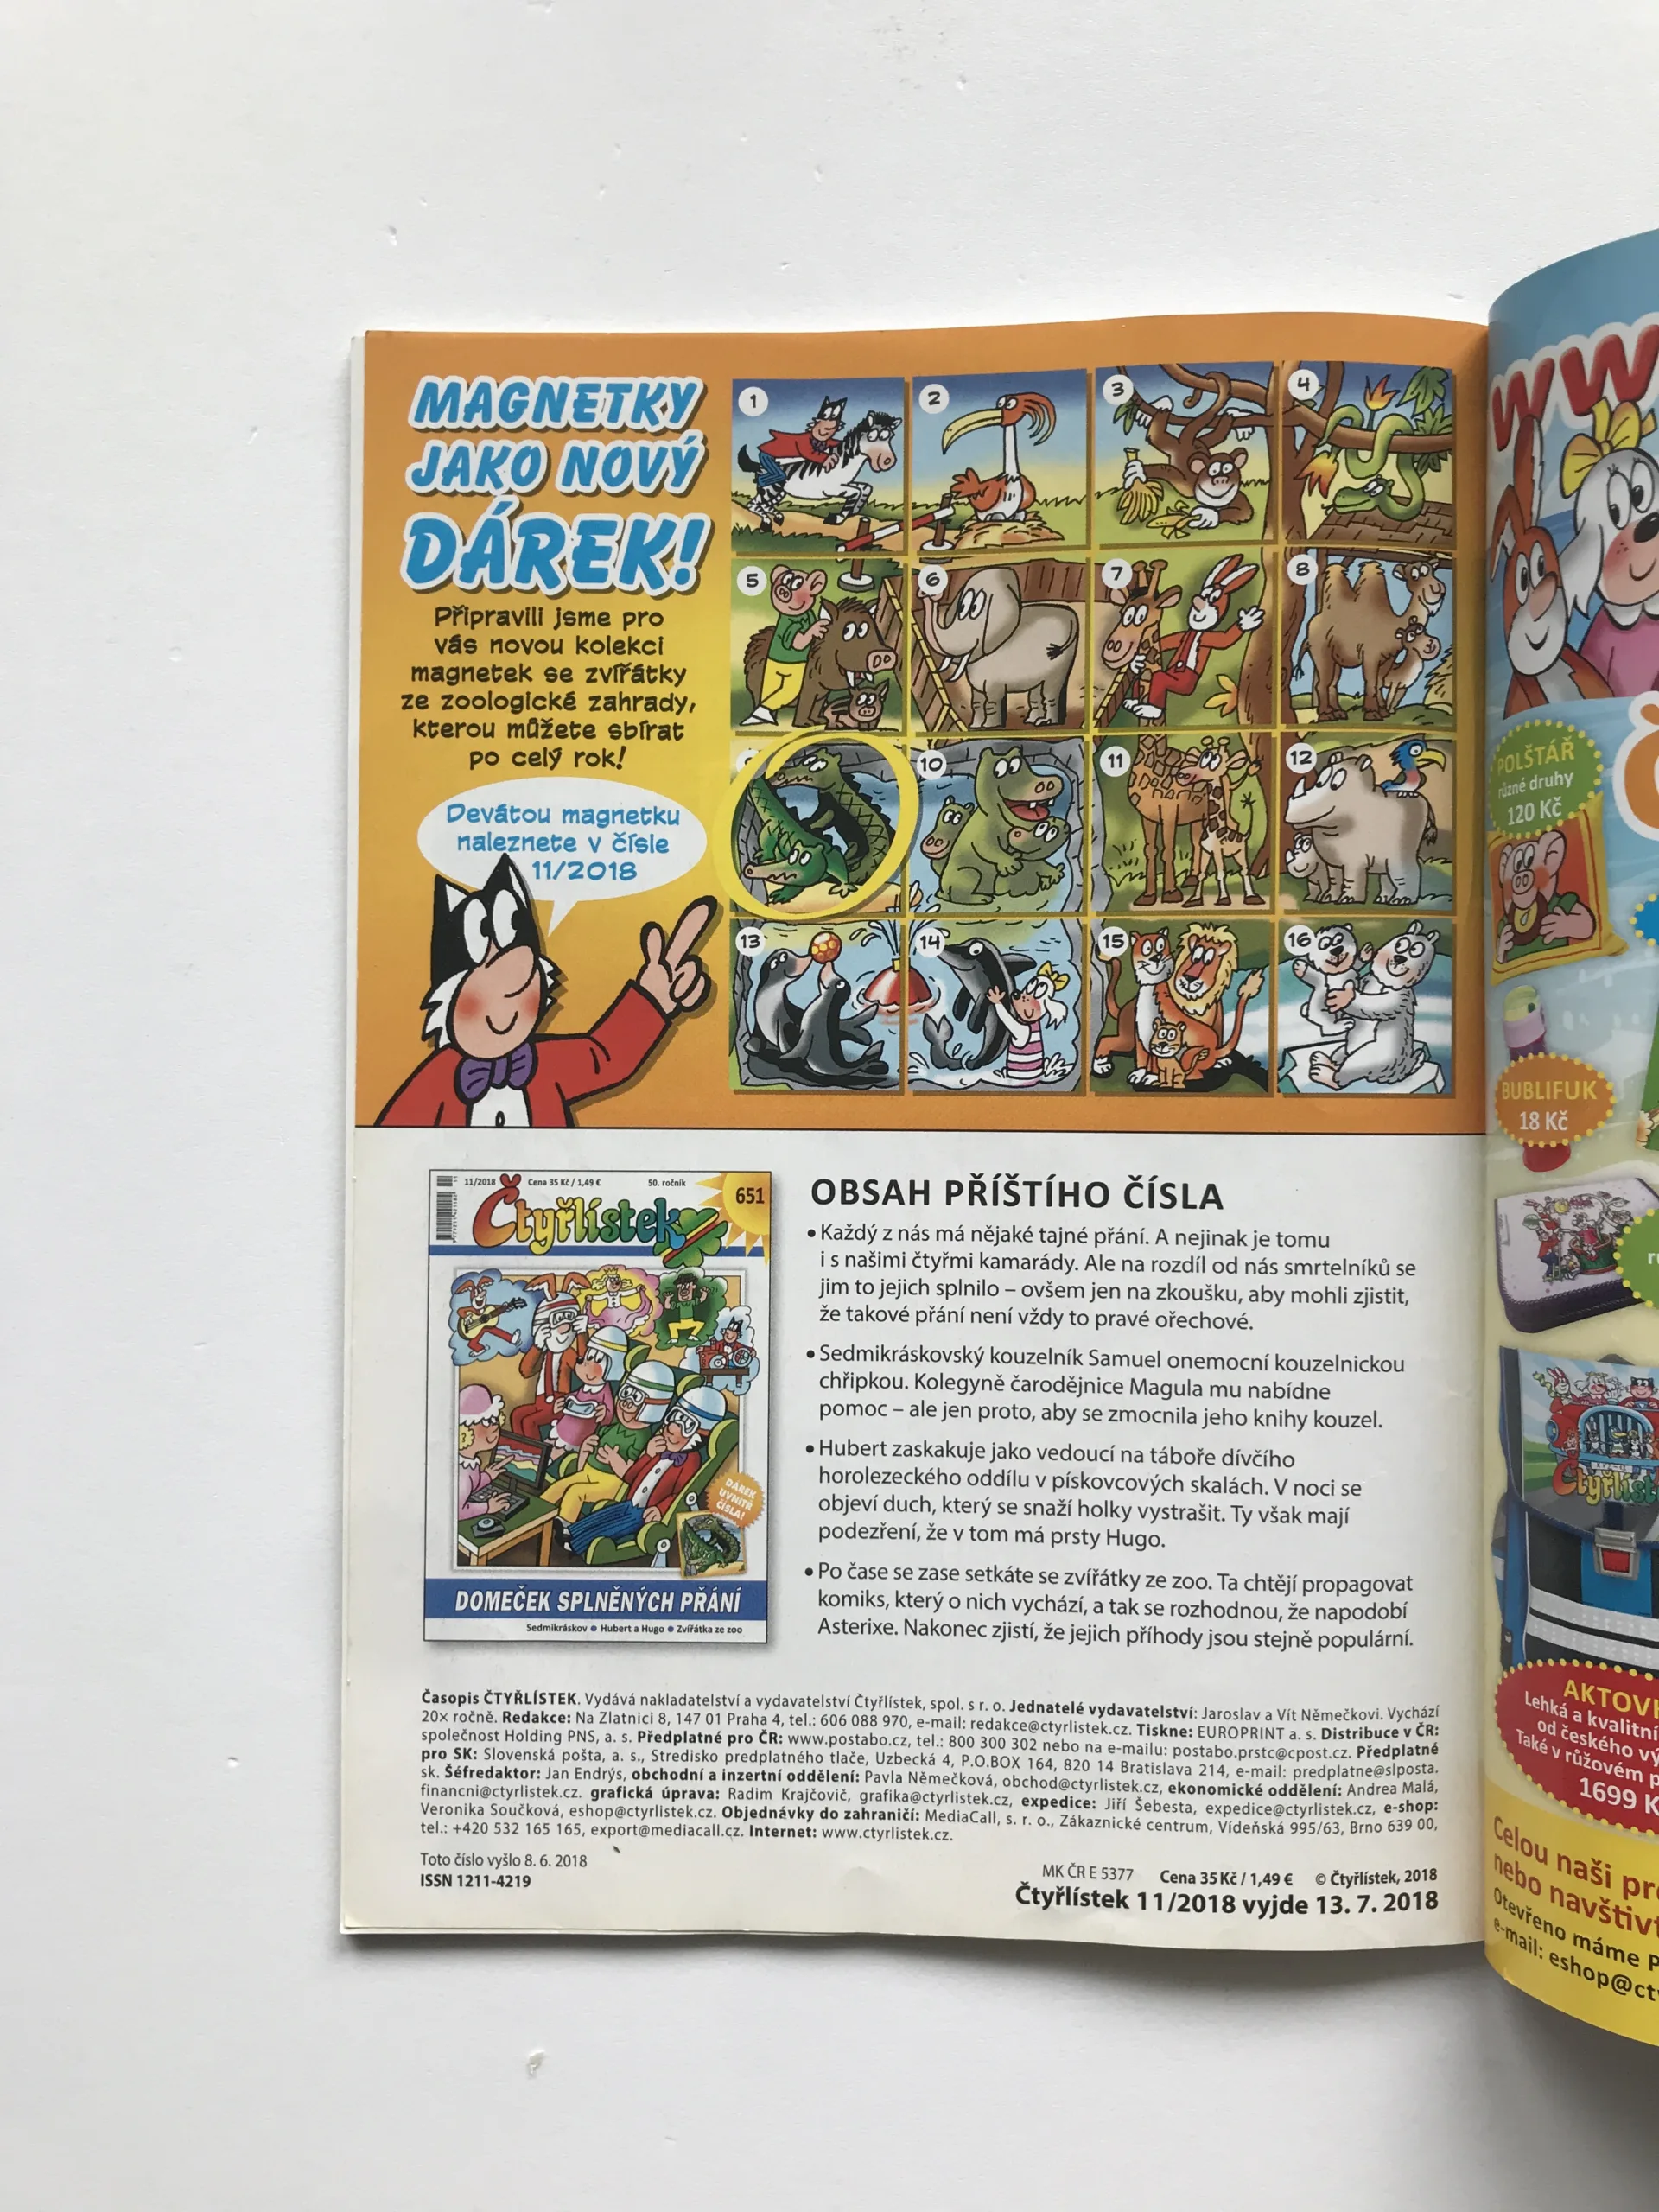 MAGNETKY
JAKO NOVÝ
DÁREK!
Připravili jsme pro
vás novou kolekci
magnetek se zvířátky
ze zoologické zahrady,
kterou můžete sbírat
po celý rok!
Devátou magnetku
naleznete v čísle
11/2018
1
2
3
4
5
6
7
8
10
11
12
13
14
15
16
11/2018 Cena 35 Kč / 1,49 € 50. ročník
651
Čtyřlístek
DÁREK
UVNITŘ
ČÍSLA!
DOMEČEK SPLNĚNÝCH PŘÁNÍ
Sedmikráskov ● Hubert a Hugo ● Zvířátka ze zoo
OBSAH PŘÍŠTÍHO ČÍSLA
• Každý z nás má nějaké tajné přání. A nejinak je tomu
i s našimi čtyřmi kamarády. Ale na rozdíl od nás smrtelníků se
jim to jejich splnilo – ovšem jen na zkoušku, aby mohli zjistit,
že takové přání není vždy to pravé ořechové.
• Sedmikráskovský kouzelník Samuel onemocní kouzelnickou
chřipkou. Kolegyně čarodějnice Magula mu nabídne
pomoc – ale jen proto, aby se zmocnila jeho knihy kouzel.
• Hubert zaskakuje jako vedoucí na táboře dívčího
horolezeckého oddílu v pískovcových skalách. V noci se
objeví duch, který se snaží holky vystrašit. Ty však mají
podezření, že v tom má prsty Hugo.
• Po čase se zase setkáte se zvířátky ze zoo. Ta chtějí propagovat
komiks, který o nich vychází, a tak se rozhodnou, že napodobí
Asterixe. Nakonec zjistí, že jejich příhody jsou stejně populární.
Časopis ČTYŘLÍSTEK. Vydává nakladatelství a vydavatelství Čtyřlístek, spol. s r. o. Jednatelé vydavatelství: Jaroslav a Vít Němečkovi. Vychází
20× ročně. Redakce: Na Zlatnici 8, 147 01 Praha 4, tel.: 606 088 970, e-mail: redakce@ctyrlistek.cz. Tiskne: EUROPRINT a. s. Distribuce v ČR:
společnost Holding PNS, a. s. Předplatné pro ČR: www.postabo.cz, tel.: 800 300 302 nebo na e-mailu: postabo.prstc@cpost.cz. Předplatné
pro SK: Slovenská pošta, a. s., Stredisko predplatného tlače, Uzbecká 4, P.O.BOX 164, 820 14 Bratislava 214, e-mail: predplatne@slposta.
sk. Šéfredaktor: Jan Endrýs, obchodní a inzertní oddělení: Pavla Němečková, obchod@ctyrlistek.cz, ekonomické oddělení: Andrea Malá,
financni@ctyrlistek.cz. grafická úprava: Radim Krajčovič, grafika@ctyrlistek.cz, expedice: Jiří Šebesta, expedice@ctyrlistek.cz, e-shop:
Veronika Součková, eshop@ctyrlistek.cz. Objednávky do zahraničí: MediaCall, s. r. o., Zákaznické centrum, Vídeňská 995/63, Brno 639 00,
tel.: +420 532 165 165, export@mediacall.cz. Internet: www.ctyrlistek.cz.
Toto číslo vyšlo 8. 6. 2018
ISSN 1211-4219
MK ČR E 5377 Cena 35 Kč / 1,49 € © Čtyřlístek, 2018
Čtyřlístek 11/2018 vyjde 13. 7. 2018
POLŠTÁŘ
různé druhy
120 Kč
BUBLIFUK
18 Kč
Lehká a kvalitní
od českého
Také v růžovém
1699
Celou naši
nebo
Otevřeno máme
e-mail: